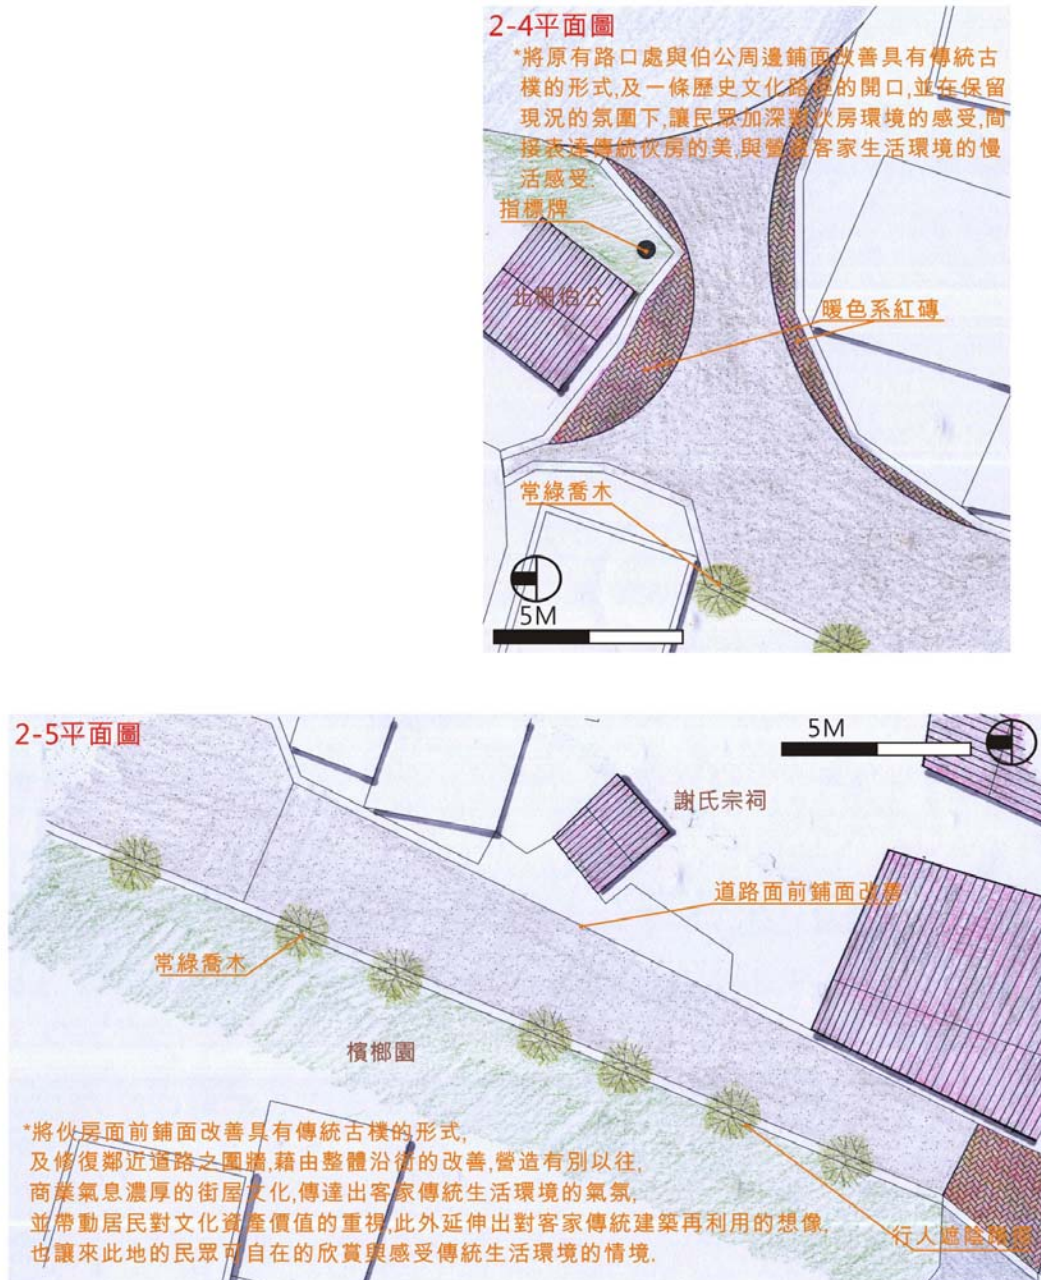 2-4平面圖
*將原有路口處與伯公周邊鋪面改善具有傳統古
樸的形式,及一條歷史文化路徑的開口,並在保留
現況的氛圍下,讓民眾加深對伙房環境的感受,間
接表達傳統伙房的美,與營造客家生活環境的慢
活感受.
指標牌
北柵伯公
暖色系紅磚
常綠喬木
5M
2-5平面圖
5M
謝氏宗祠
道路面前鋪面改善
常綠喬木
檳榔園
*將伙房面前鋪面改善具有傳統古樸的形式,
及修復鄰近道路之圍牆,藉由整體沿街的改善,營造有別以往,
商業氣息濃厚的街屋文化,傳達出客家傳統生活環境的氣氛,
並帶動居民對文化資產價值的重視,此外延伸出對客家傳統建築再利用的想像,
也讓來此地的民眾可自在的欣賞與感受傳統生活環境的情境.
行人遮陰